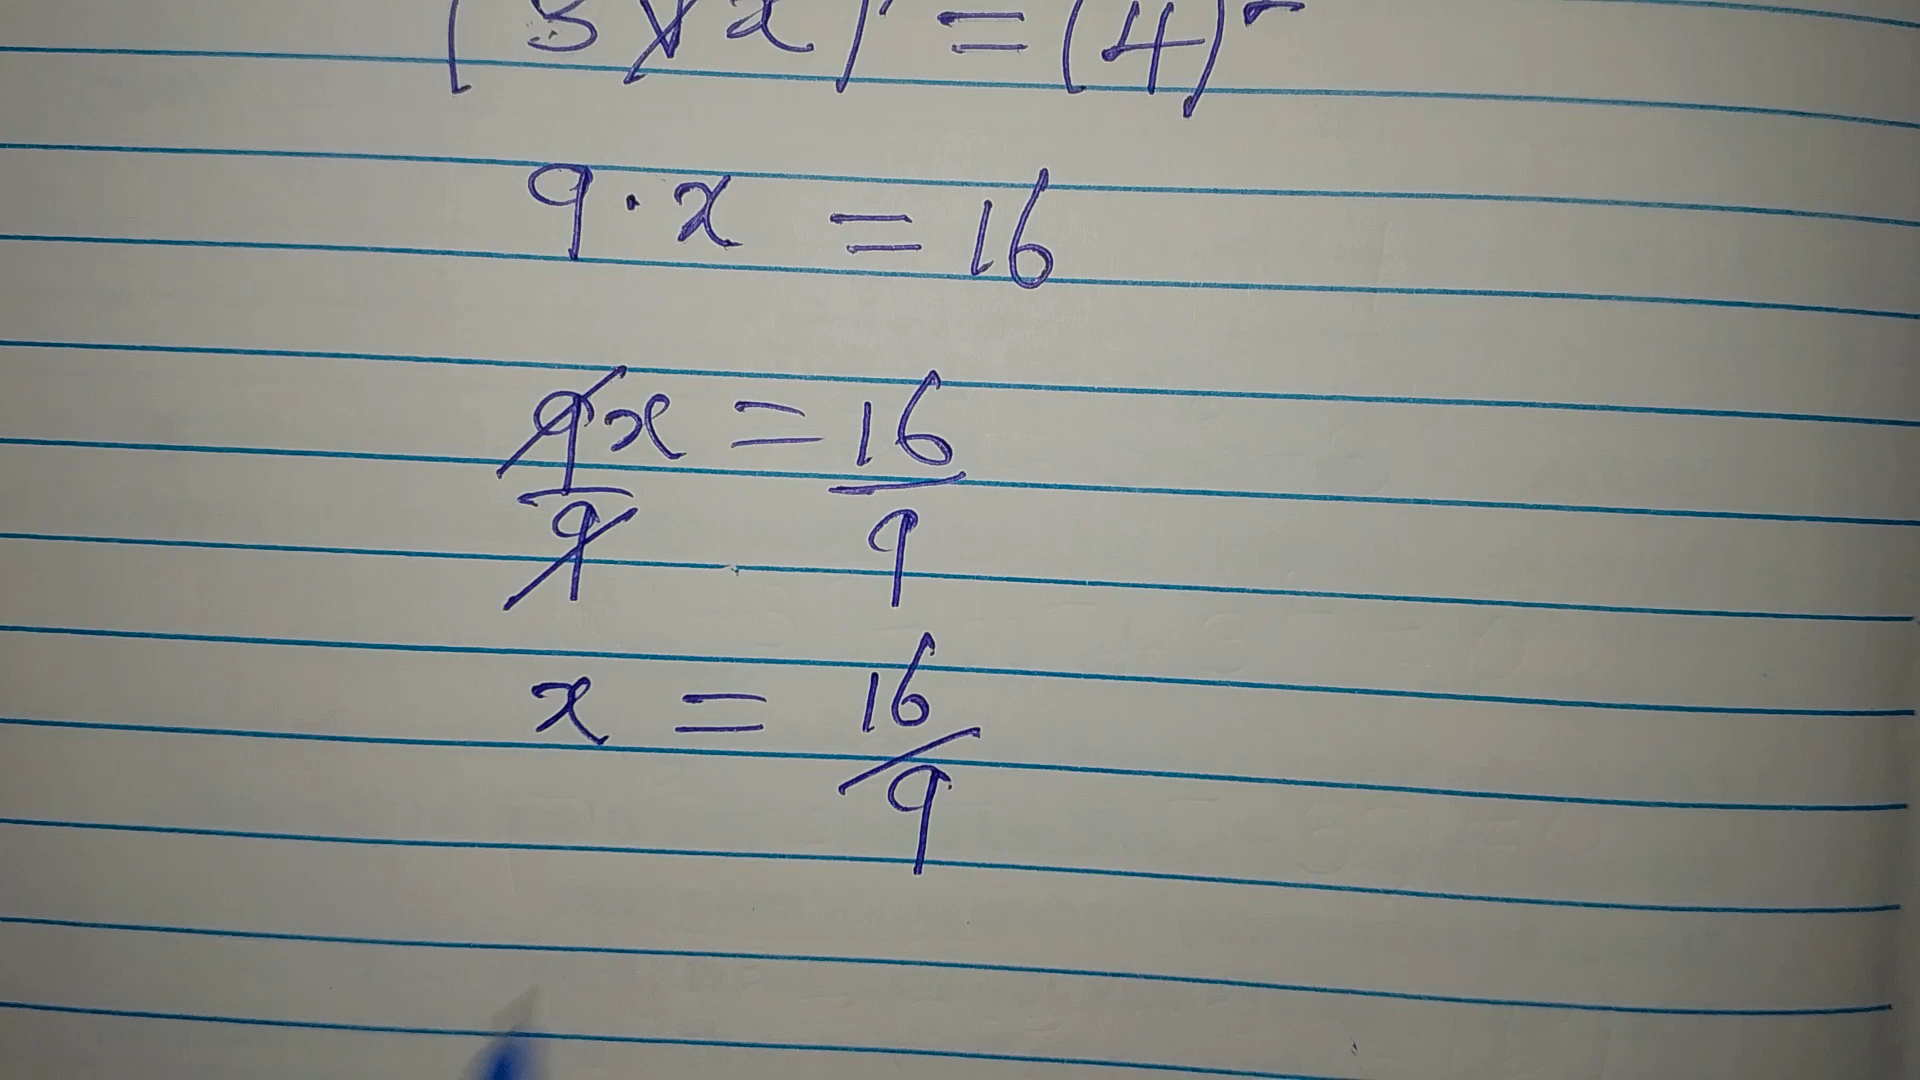 (3√x)² = (4)²
9·x = 16
9x/9 = 16/9
x = 16/9